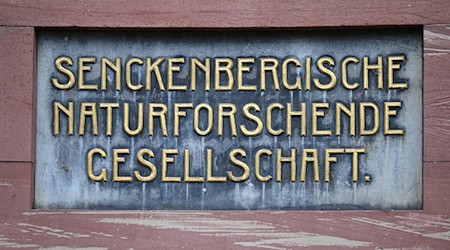 SENCKENBERGISCHE
NATURFORSCHENDE
GESELLSCHAFT.